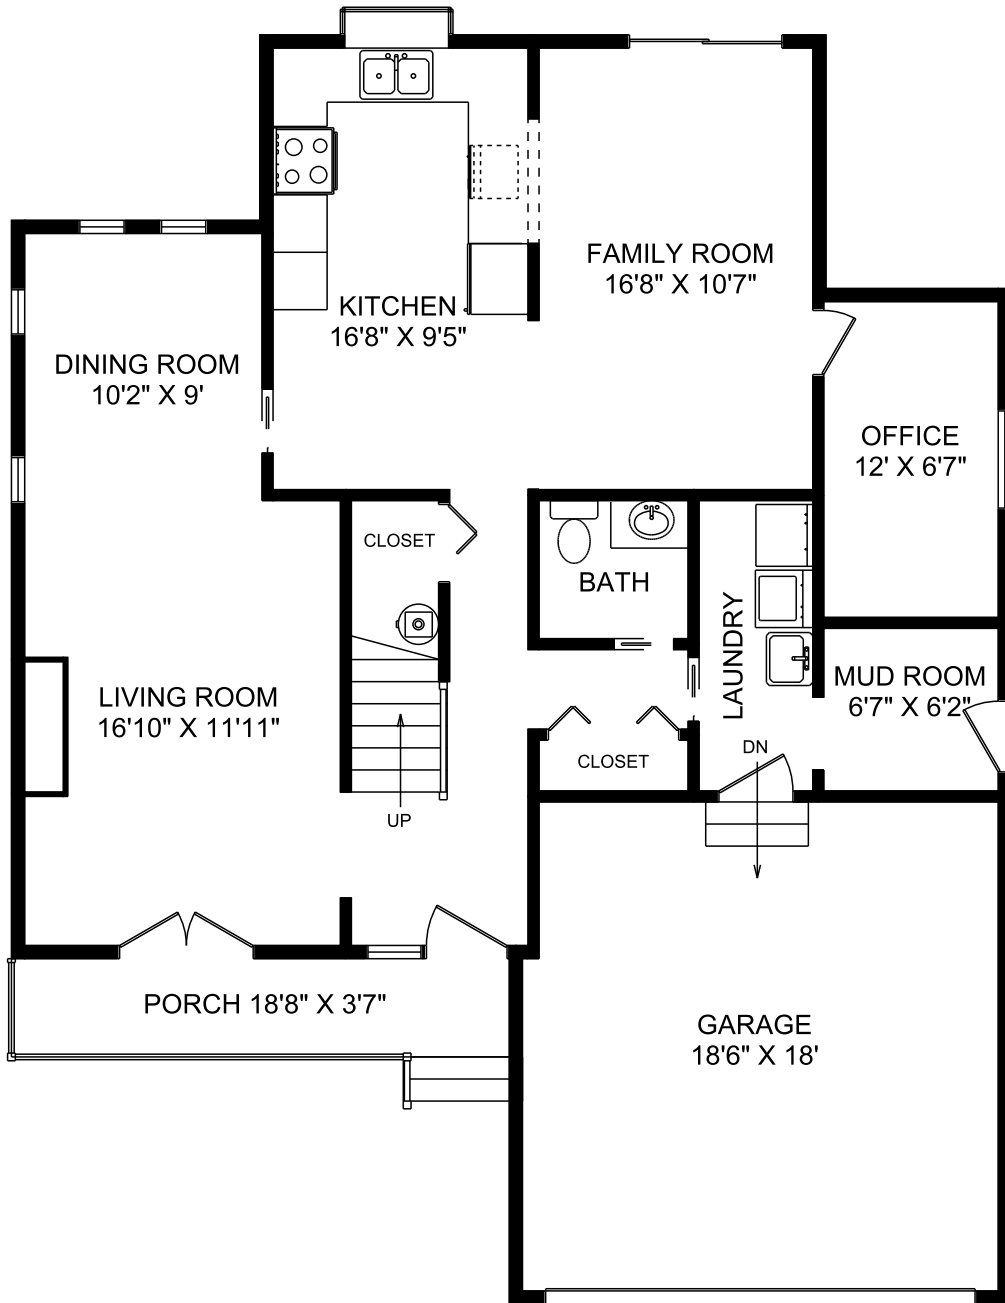 FAMILY ROOM
16'8" X 10'7"
KITCHEN
16'8" X 9'5"
DINING ROOM
10'2" X 9'
OFFICE
12' X 6'7"
CLOSET
BATH
LAUNDRY
MUD ROOM
6'7" X 6'2"
LIVING ROOM
16'10" X 11'11"
DN
CLOSET
UP
PORCH 18'8" X 3'7"
GARAGE
18'6" X 18'